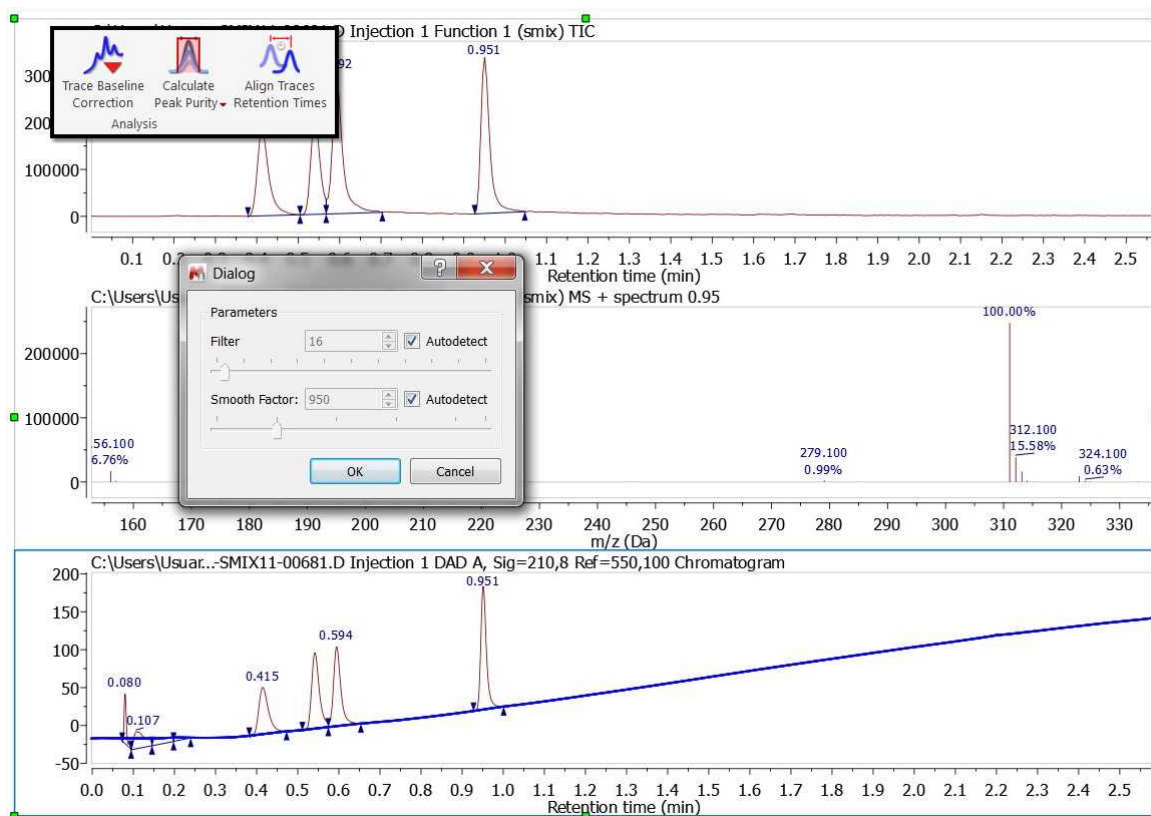 -SMIX11-00681.D Injection 1 Function 1 (smix) TIC
Trace Baseline Correction
Calculate Peak Purity
Align Traces Retention Times
Analysis
92
0.951
100000
0
0.1 0.2 0.5 0.6 0.7 1.1 1.2 1.3 1.4 1.5 1.6 1.7 1.8 1.9 2.0 2.1 2.2 2.3 2.4 2.5
Retention time (min)
C:\Users\Us
smix) MS + spectrum 0.95
Dialog
Parameters
Filter
16
Autodetect
Smooth Factor:
950
Autodetect
OK
Cancel
200000
100000
0
56.100
6.76%
279.100
0.99%
100.00%
312.100
15.58%
324.100
0.63%
160 170 180 190 200 210 220 230 240 250 260 270 280 290 300 310 320 330
m/z (Da)
C:\Users\Usuar...-SMIX11-00681.D Injection 1 DAD A, Sig=210,8 Ref=550,100 Chromatogram
200
150
100
50
0
-50
0.080
0.107
0.415
0.594
0.951
0.0 0.1 0.2 0.3 0.4 0.5 0.6 0.7 0.8 0.9 1.0 1.1 1.2 1.3 1.4 1.5 1.6 1.7 1.8 1.9 2.0 2.1 2.2 2.3 2.4 2.5
Retention time (min)